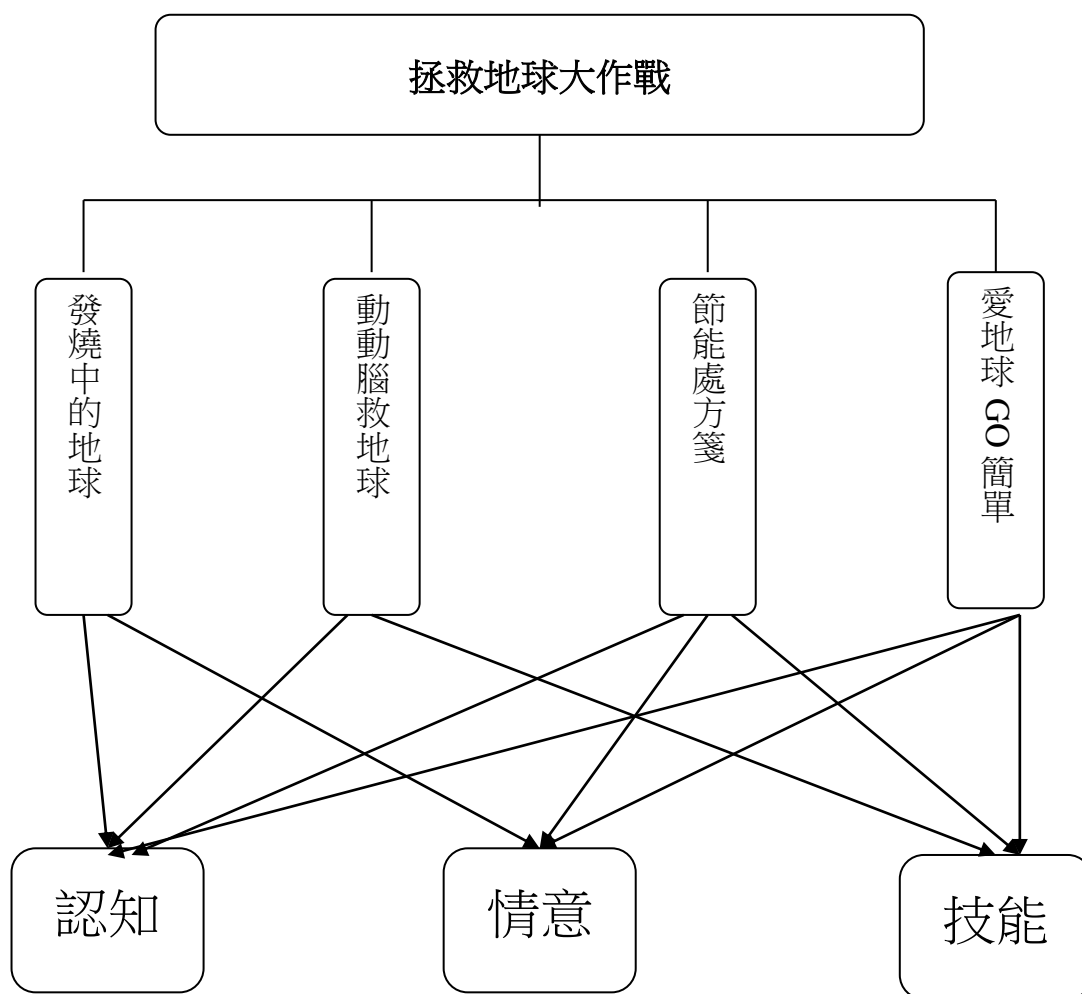 拯救地球大作戰
發燒中的地球
動動腦救地球
節能處方箋
愛地球 GO 簡單
認知
情意
技能